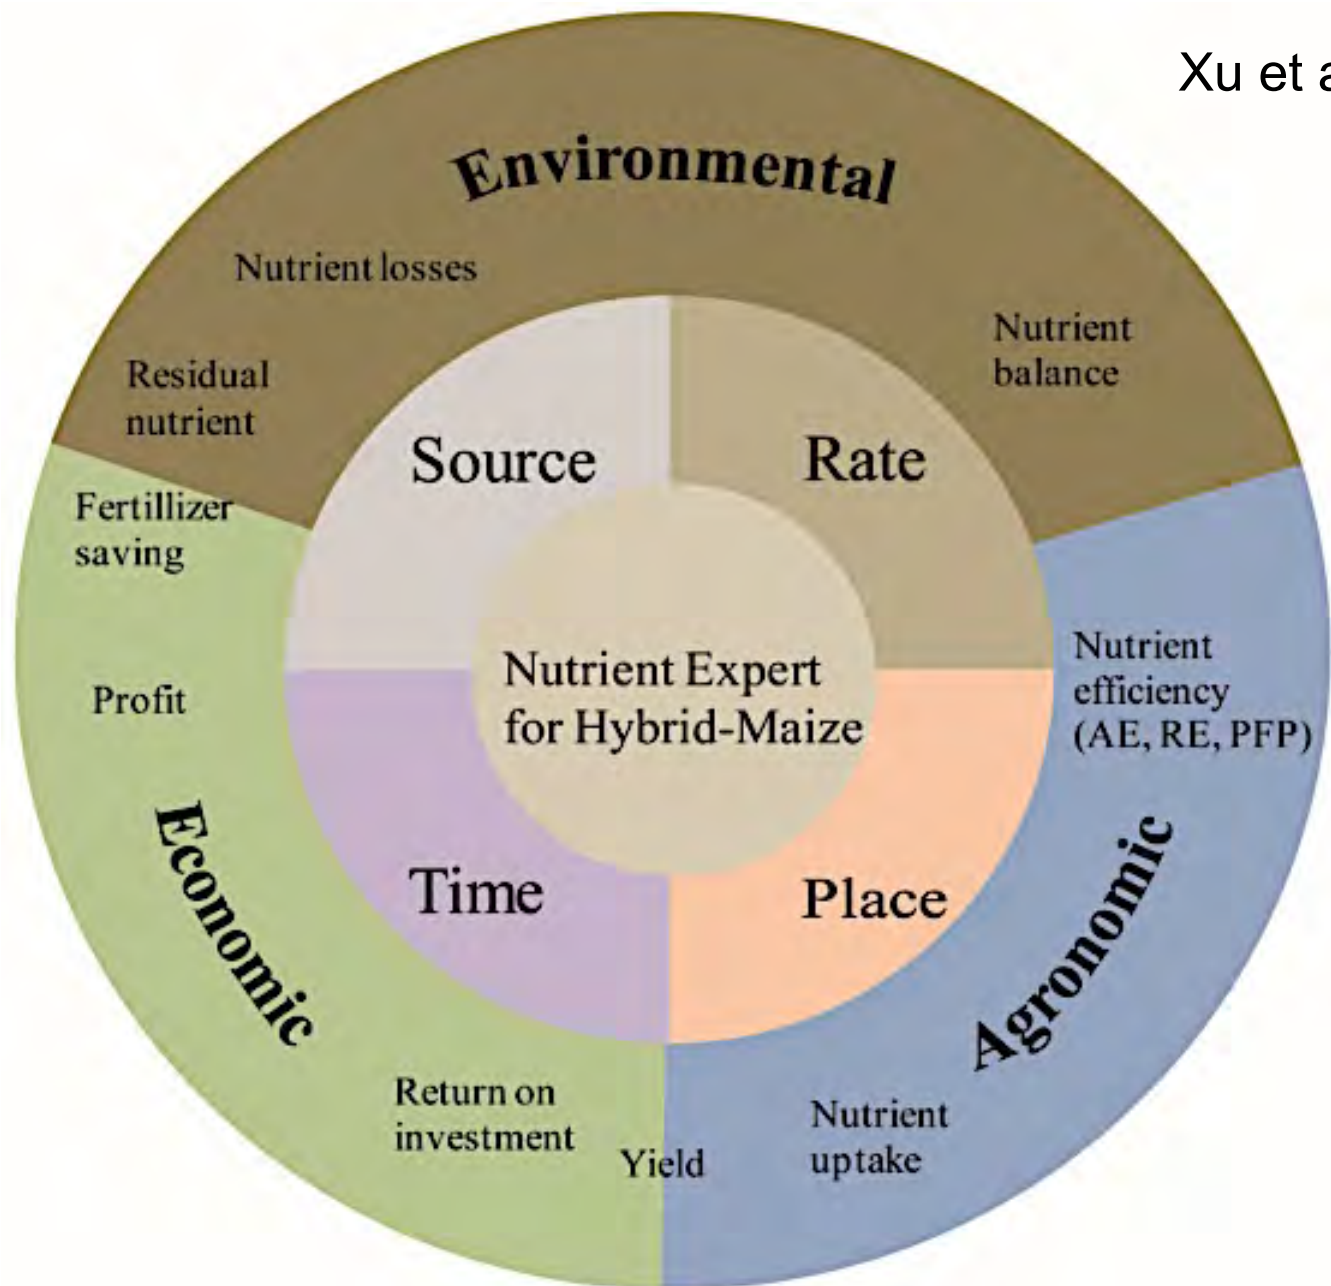 Xu et a
Environmental
Nutrient losses
Nutrient
balance
Residual
nutrient
Source
Rate
Fertillizer
saving
Nutrient
efficiency
(AE, RE, PFP)
Nutrient Expert
for Hybrid-Maize
Profit
Economic
Time
Place
Agronomic
Return on
investment
Yield
Nutrient
uptake